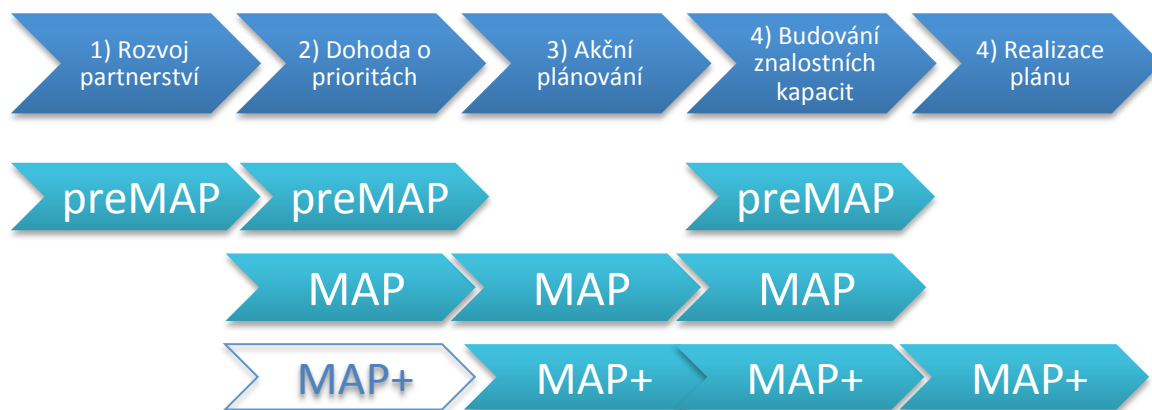 1) Rozvoj
partnerství
2) Dohoda o
prioritách
3) Akční
plánování
4) Budování
znalostních
kapacit
4) Realizace
plánu
preMAP
preMAP
preMAP
MAP
MAP
MAP
MAP+
MAP+
MAP+
MAP+